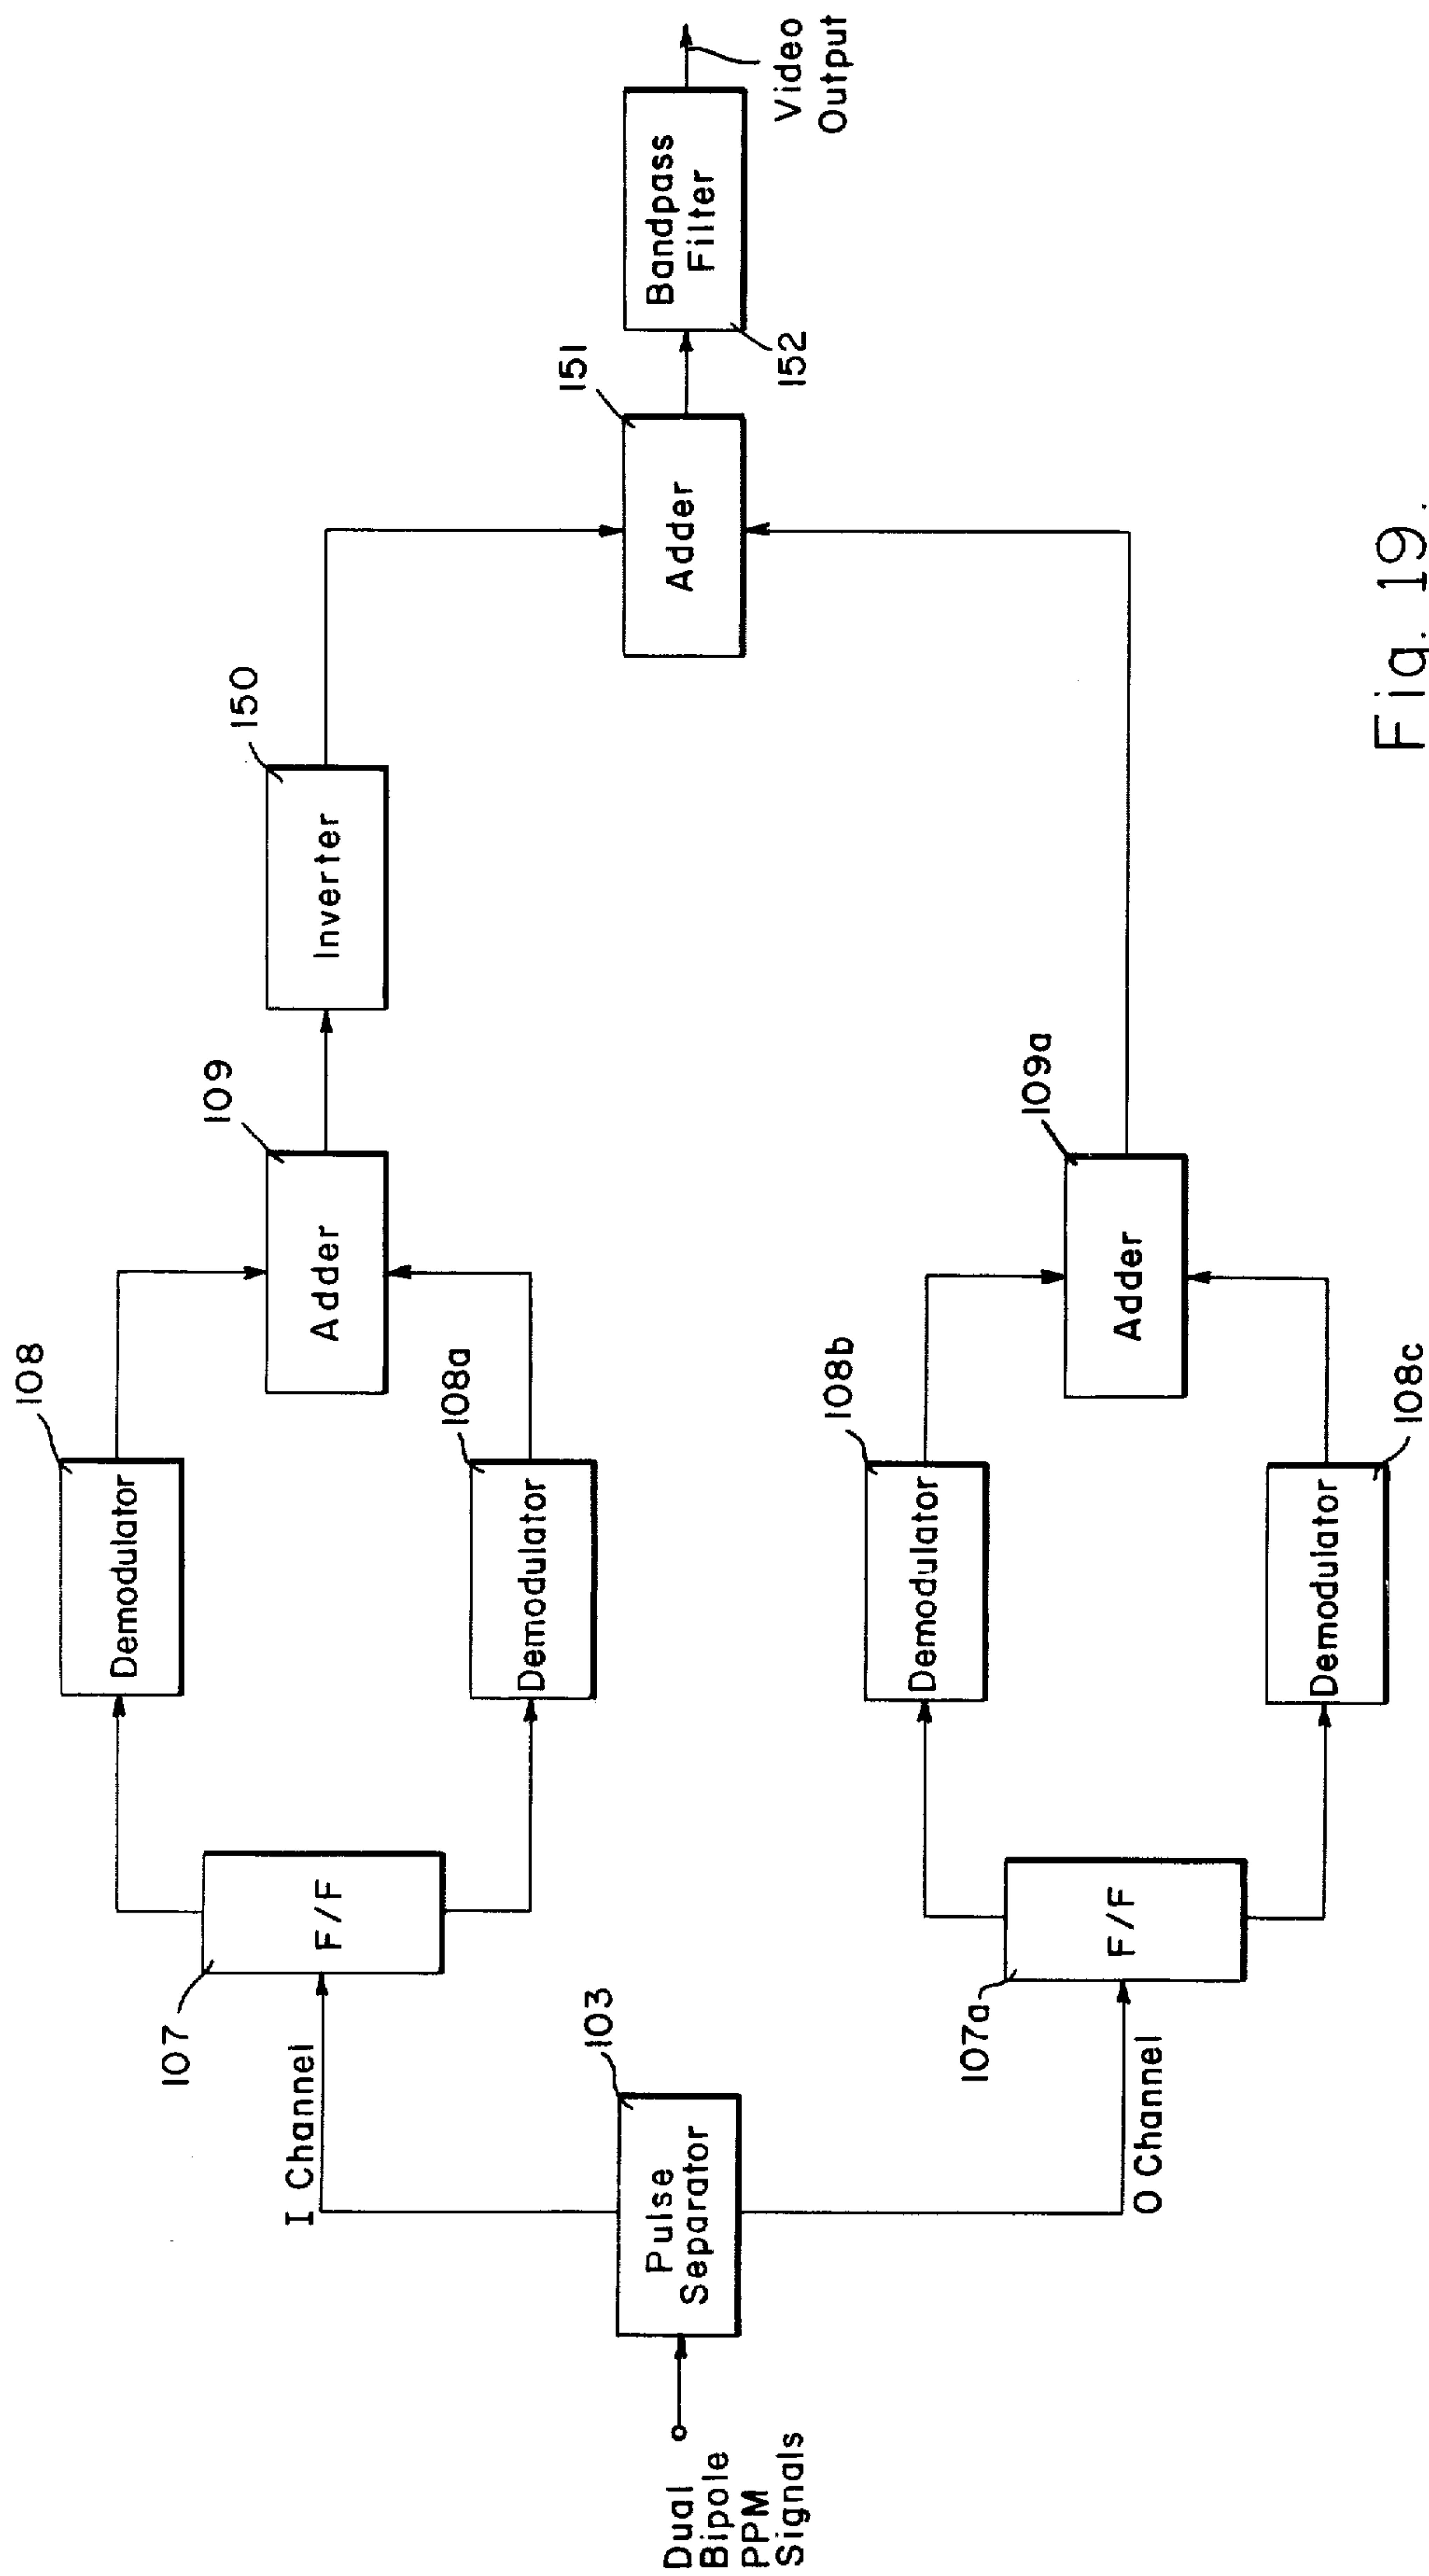 Dual
Bipole
PPM
Signals
Pulse
Separator
103
I Channel
O Channel
107
F/F
107a
F/F
108
Demodulator
108a
Demodulator
108b
Demodulator
108c
Demodulator
109
Adder
109a
Adder
150
Inverter
151
Adder
152
Bandpass
Filter
Video
Output
Fig. 19.